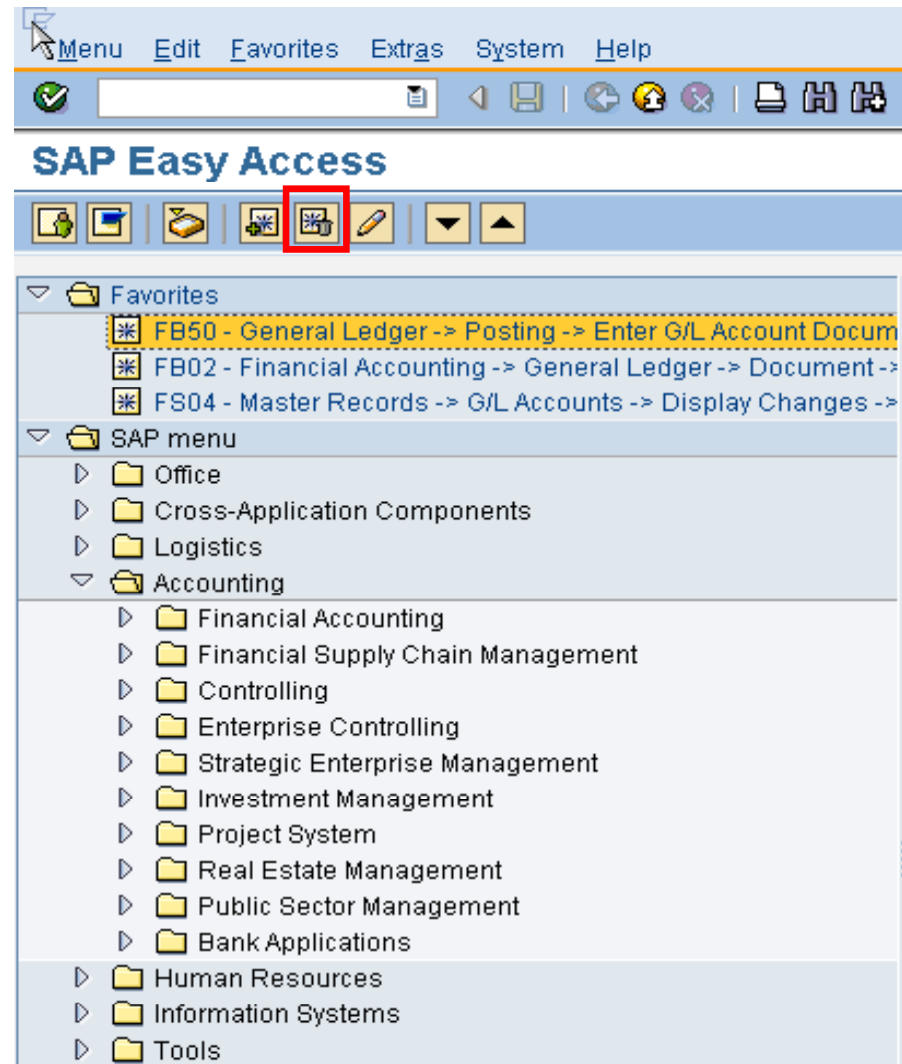 Menu Edit Favorites Extras System Help
SAP Easy Access
Favorites
FB50 - General Ledger -> Posting -> Enter G/L Account Docum
FB02 - Financial Accounting -> General Ledger -> Document ->
FS04 - Master Records -> G/L Accounts -> Display Changes ->
SAP menu
Office
Cross-Application Components
Logistics
Accounting
Financial Accounting
Financial Supply Chain Management
Controlling
Enterprise Controlling
Strategic Enterprise Management
Investment Management
Project System
Real Estate Management
Public Sector Management
Bank Applications
Human Resources
Information Systems
Tools